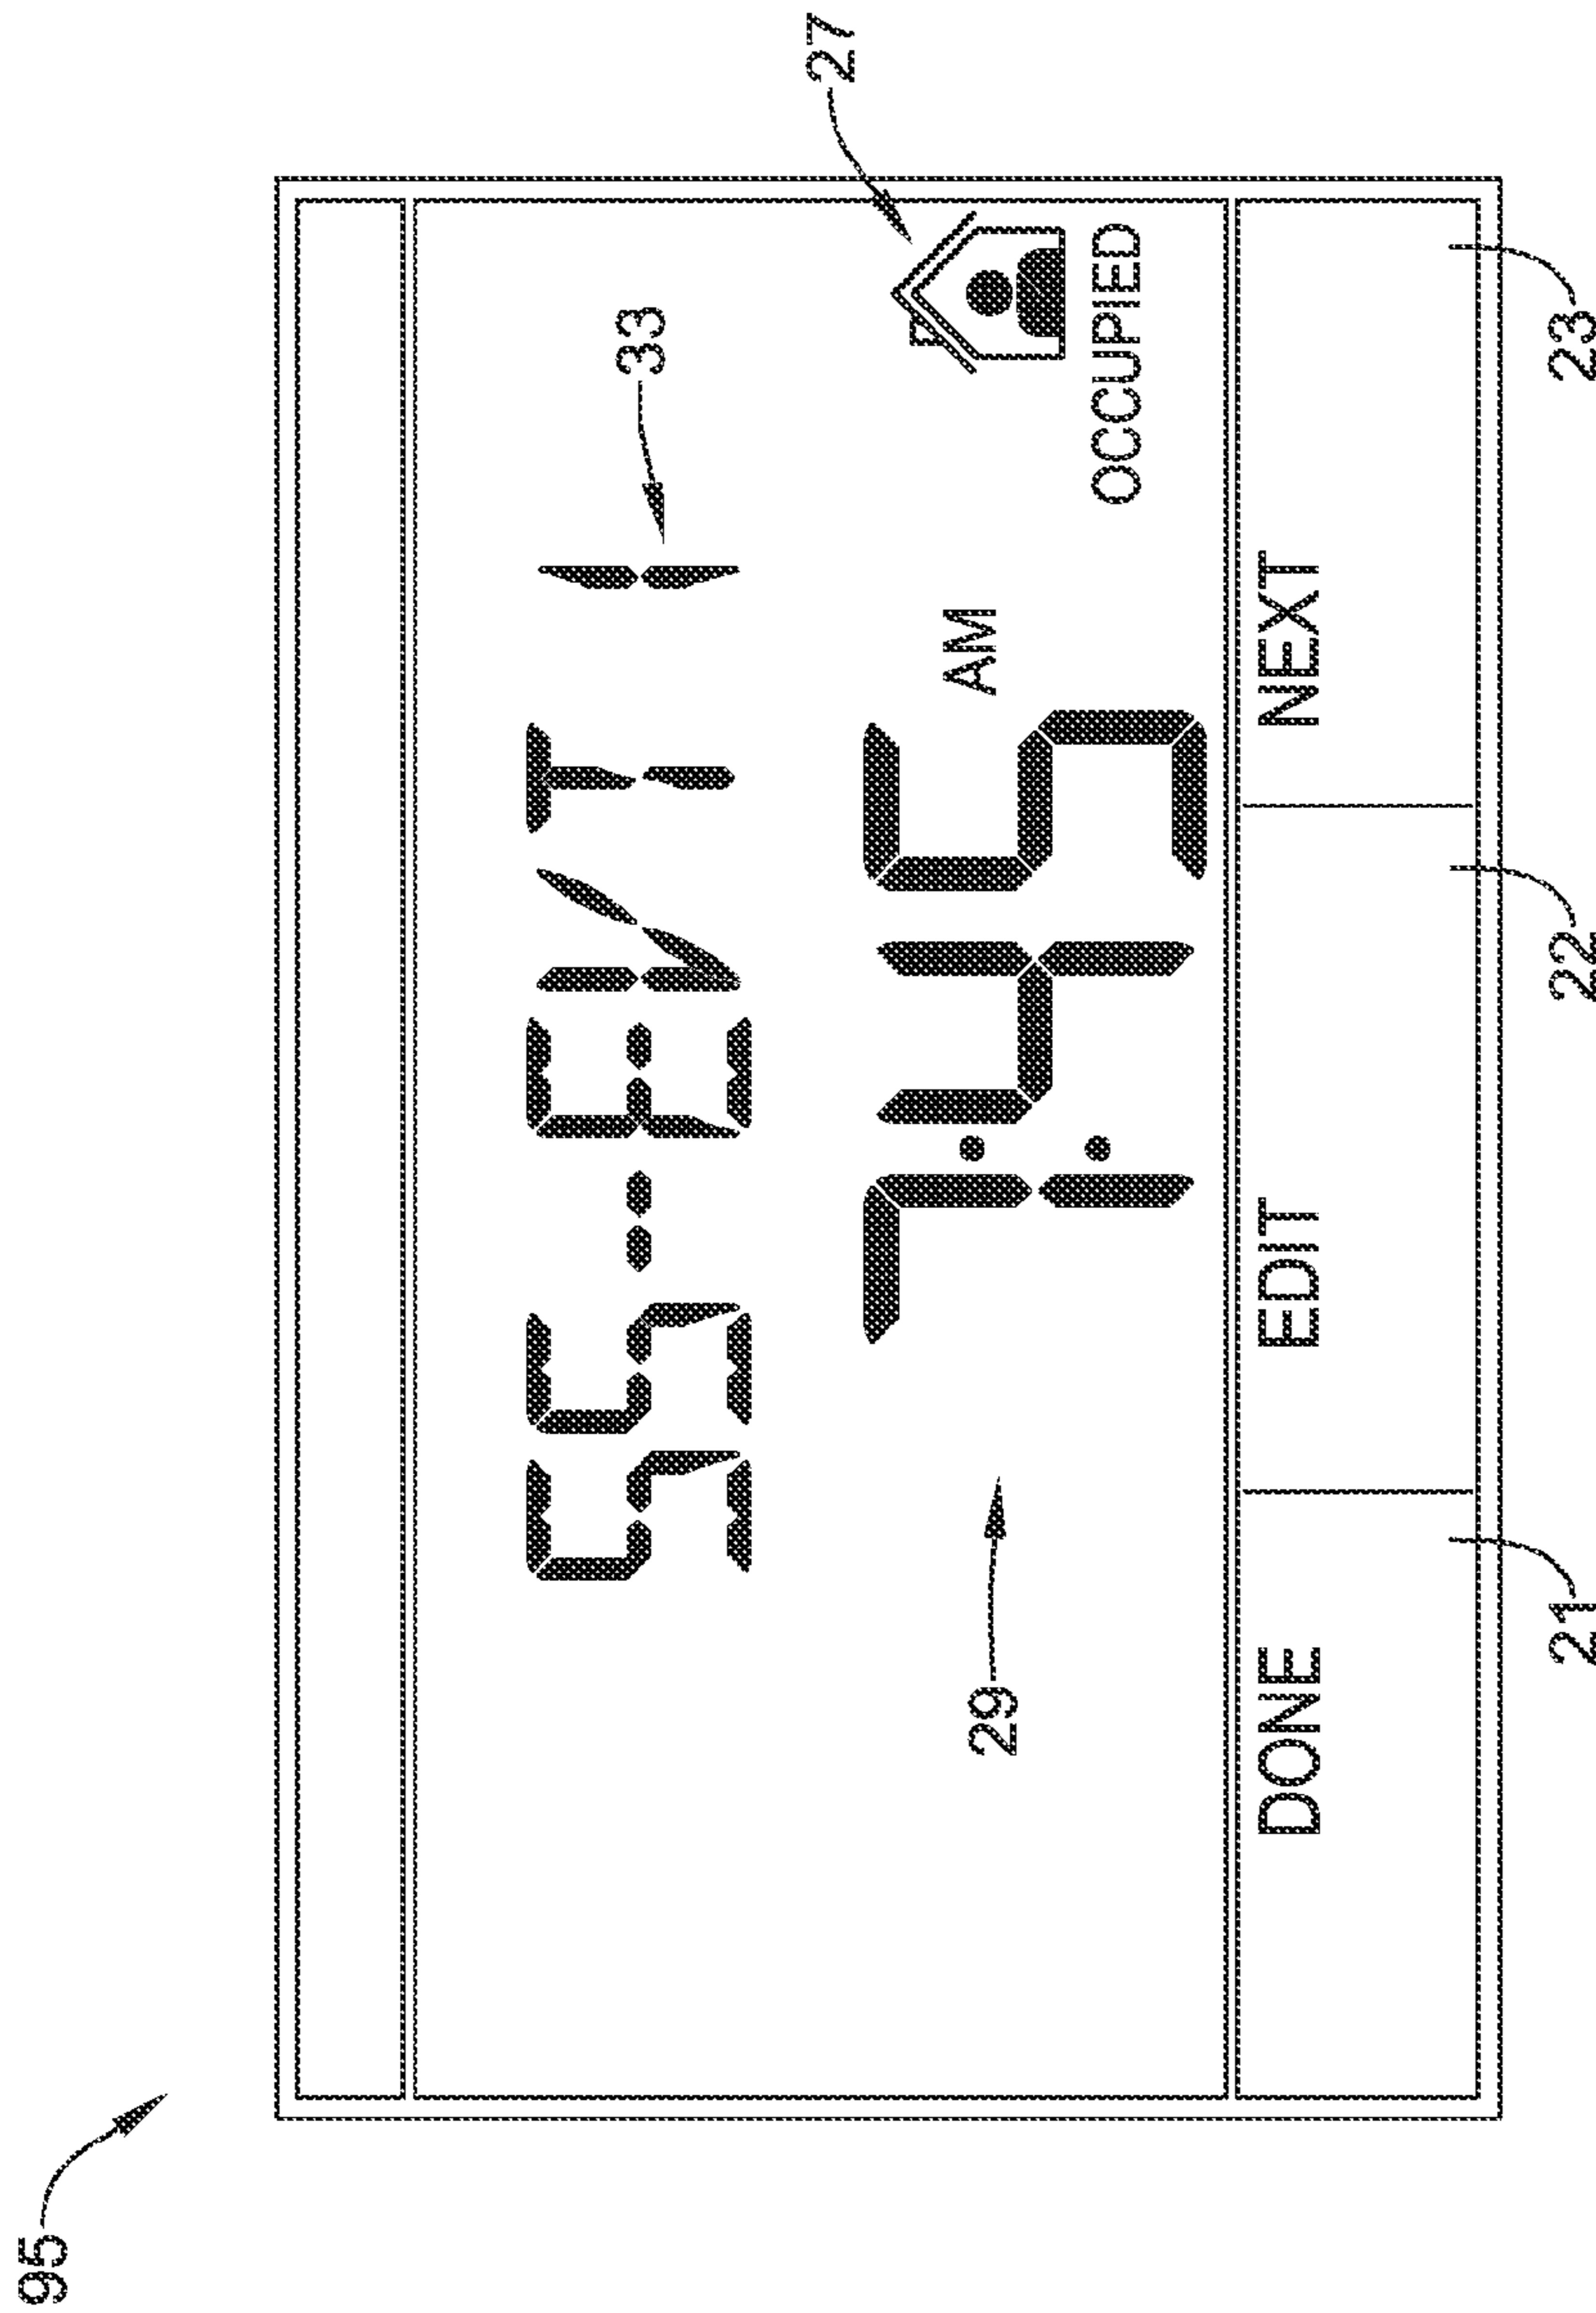 95
SS-EVT 1 33
27
29 7:45 AM
OCCUPIED
DONE EDIT NEXT
21 22 23